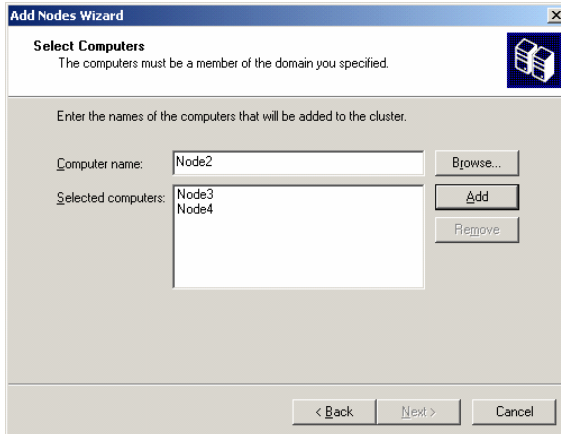 Add Nodes Wizard
Select Computers
The computers must be a member of the domain you specified.
Enter the names of the computers that will be added to the cluster.
Computer name:
Node2
Browse...
Selected computers:
Node3
Node4
Add
Remove
< Back
Next >
Cancel